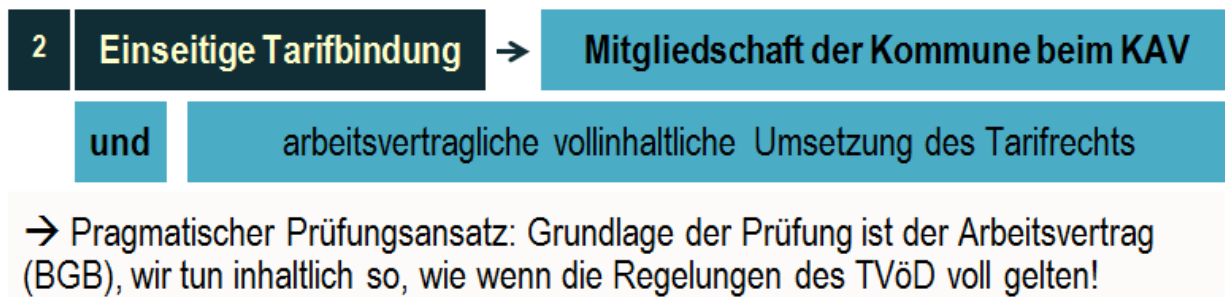 2 Einseitige Tarifbindung → Mitgliedschaft der Kommune beim KAV
und arbeitsvertragliche vollinhaltliche Umsetzung des Tarifrechts
→ Pragmatischer Prüfungsansatz: Grundlage der Prüfung ist der Arbeitsvertrag
(BGB), wir tun inhaltlich so, wie wenn die Regelungen des TVöD voll gelten!